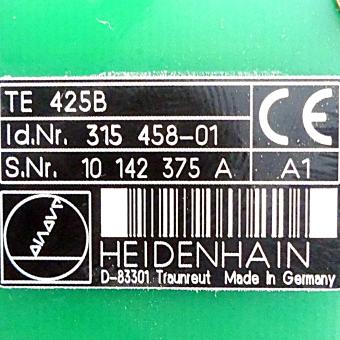 TE 425B
Id.Nr. 315 458-01
S.Nr. 10 142 375 A A1
CE
HEIDENHAIN
D-83301 Traunreut Made in Germany